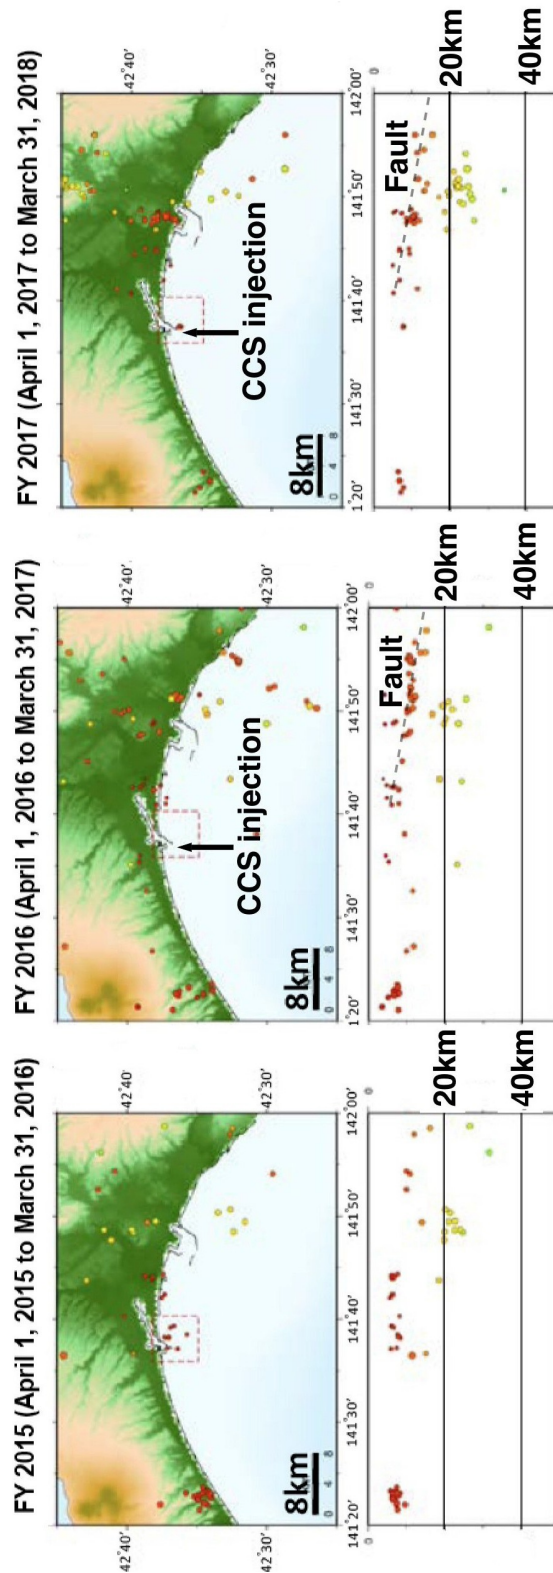 FY 2015 (April 1, 2015 to March 31, 2016)
42˚40'
42˚40'
42˚30'
8km
0 4 8
141˚20' 141˚30' 141˚40' 141˚50' 142˚00'
0
20km
40km
FY 2016 (April 1, 2016 to March 31, 2017)
42˚40'
42˚30'
CCS injection
8km
0 4 8
1˚20' 141˚30' 141˚40' 141˚50' 142˚00'
0
Fault
20km
40km
FY 2017 (April 1, 2017 to March 31, 2018)
42˚40'
42˚30'
CCS injection
8km
0 4 8
1˚20' 141˚30' 141˚40' 141˚50' 142˚00'
0
Fault
20km
40km